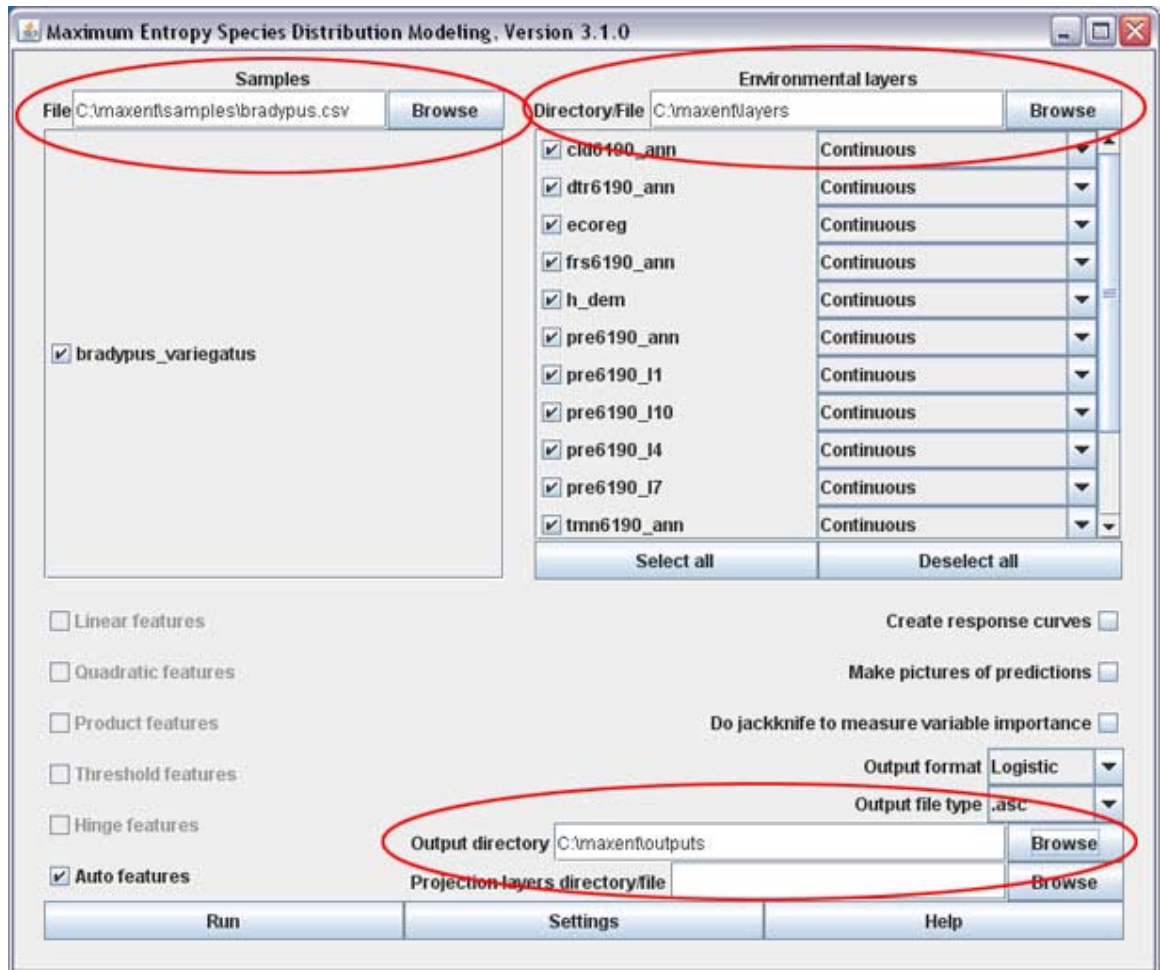 Maximum Entropy Species Distribution Modeling, Version 3.1.0
Samples
File C:\maxent\samples\bradypus.csv Browse
bradypus_variegatus
Environmental layers
Directory/File C:\maxent\layers Browse
cld6190_ann Continuous
dtr6190_ann Continuous
ecoreg Continuous
frs6190_ann Continuous
h_dem Continuous
pre6190_ann Continuous
pre6190_l1 Continuous
pre6190_l10 Continuous
pre6190_l4 Continuous
pre6190_l7 Continuous
tmn6190_ann Continuous
Select all Deselect all
Linear features
Quadratic features
Product features
Threshold features
Hinge features
Auto features
Create response curves
Make pictures of predictions
Do jackknife to measure variable importance
Output format Logistic
Output file type .asc
Output directory C:\maxent\outputs Browse
Projection layers directory/file Browse
Run Settings Help